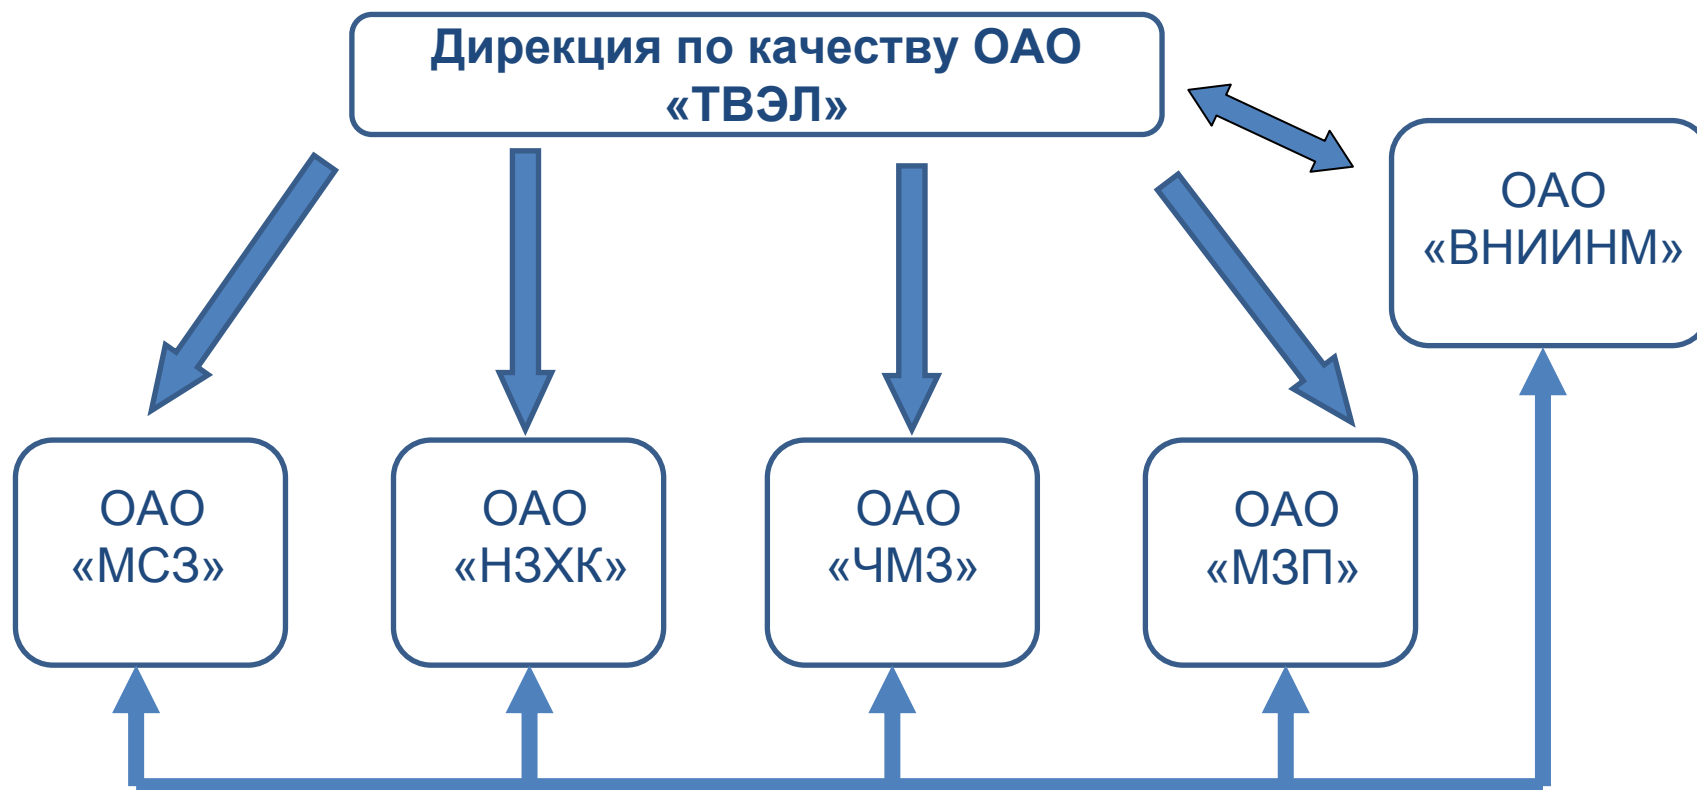 Дирекция по качеству ОАО
«ТВЭЛ»
ОАО
«ВНИИНМ»
ОАО
«МСЗ»
ОАО
«НЗХК»
ОАО
«ЧМЗ»
ОАО
«МЗП»